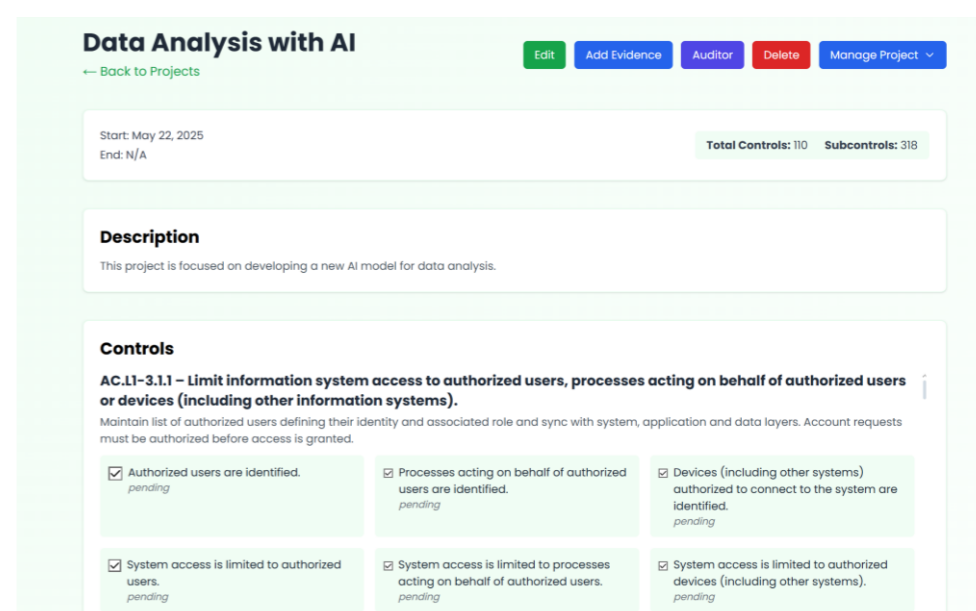 Data Analysis with AI
← Back to Projects
Edit
Add Evidence
Auditor
Delete
Manage Project
Start: May 22, 2025
End: N/A
Total Controls: 110 Subcontrols: 318
Description
This project is focused on developing a new AI model for data analysis.
Controls
AC.L1-3.1.1 – Limit information system access to authorized users, processes acting on behalf of authorized users
or devices (including other information systems).
Maintain list of authorized users defining their identity and associated role and sync with system, application and data layers. Account requests
must be authorized before access is granted.
Authorized users are identified.
pending
Processes acting on behalf of authorized
users are identified.
pending
Devices (including other systems)
authorized to connect to the system are
identified.
pending
System access is limited to authorized
users.
pending
System access is limited to processes
acting on behalf of authorized users.
pending
System access is limited to authorized
devices (including other systems).
pending